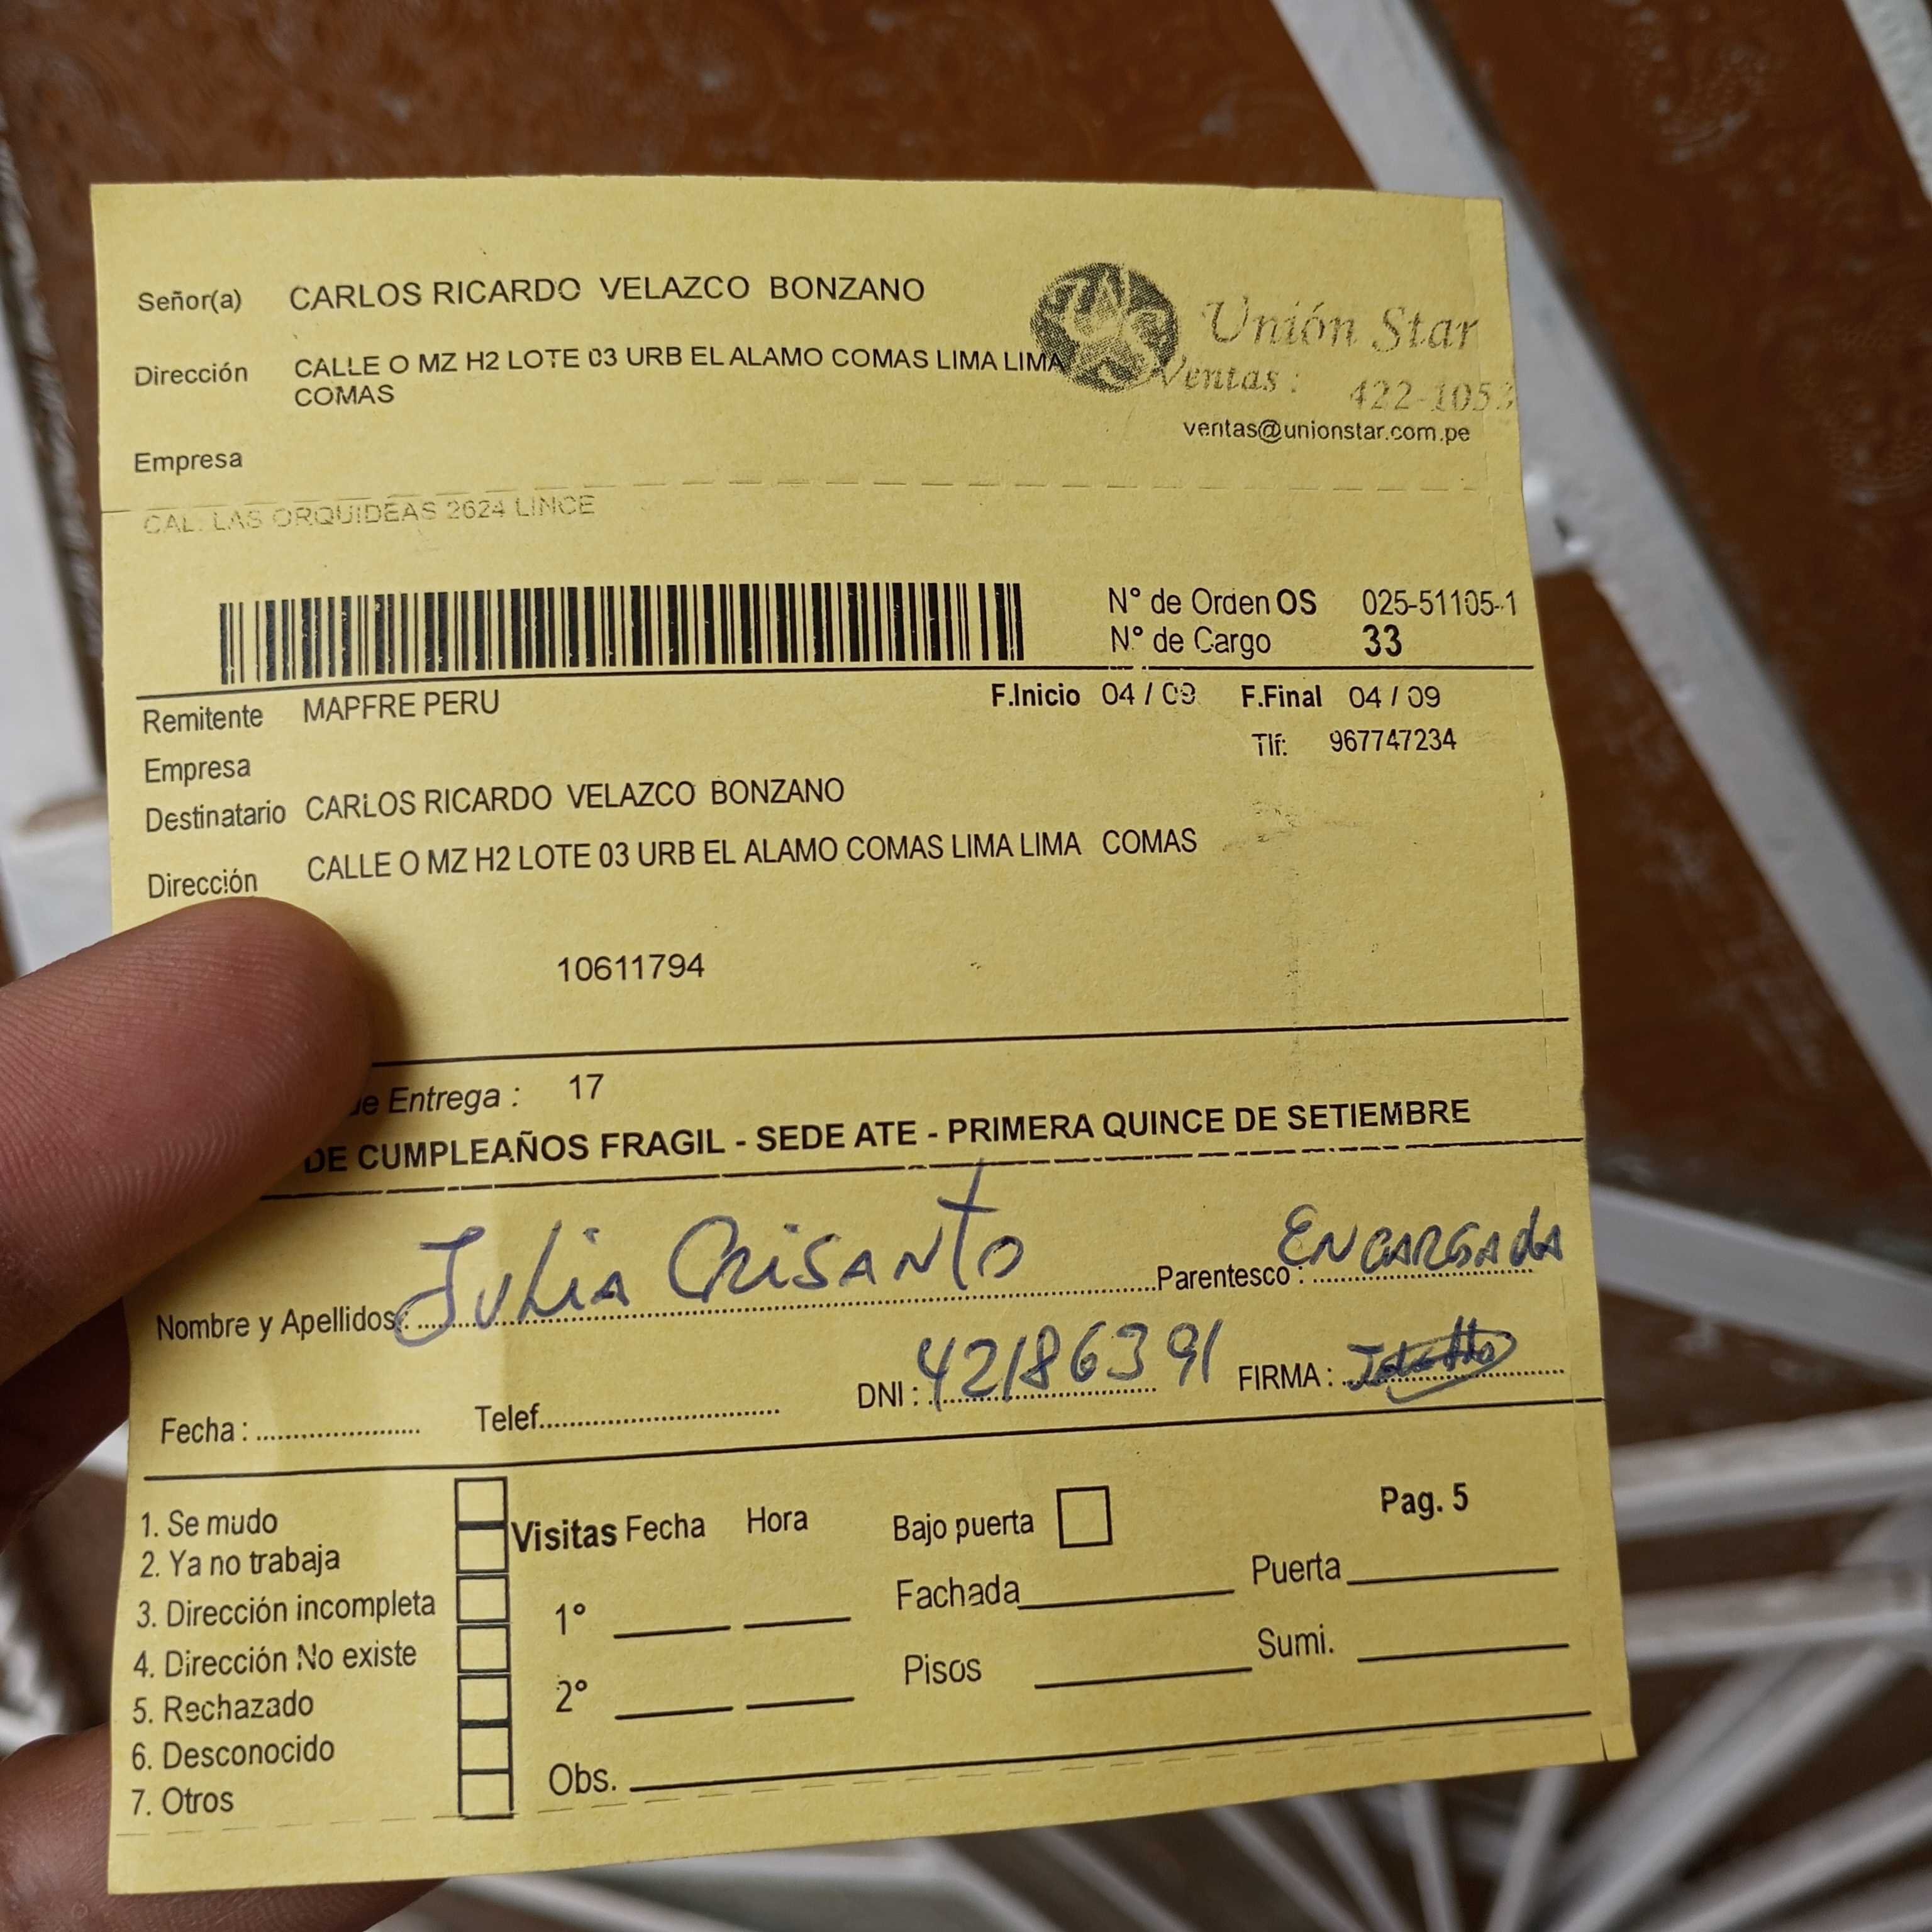 Señor(a) CARLOS RICARDO VELAZCO BONZANO
Unión Star
Dirección CALLE O MZ H2 LOTE 03 URB EL ALAMO COMAS LIMA LIMA
COMAS
Ventas : 422-1053
ventas@unionstar.com.pe
Empresa
CAL. LAS ORQUIDEAS 2624 LINCE
N° de Orden OS 025-51105-1
N° de Cargo 33
Remitente MAPFRE PERU F.Inicio 04 / 09 F.Final 04 / 09
Empresa Tlf: 967747234
Destinatario CARLOS RICARDO VELAZCO BONZANO
Dirección CALLE O MZ H2 LOTE 03 URB EL ALAMO COMAS LIMA LIMA COMAS
10611794
de Entrega : 17
DE CUMPLEAÑOS FRAGIL - SEDE ATE - PRIMERA QUINCE DE SETIEMBRE
Nombre y Apellidos: Julia Crisanto Parentesco : ENCARGADA
Fecha : Telef. DNI : 42186391 FIRMA :
1. Se mudo
2. Ya no trabaja
3. Dirección incompleta
4. Dirección No existe
5. Rechazado
6. Desconocido
7. Otros
Visitas Fecha Hora
1°
2°
Bajo puerta
Pag. 5
Fachada Puerta
Pisos Sumi.
Obs.